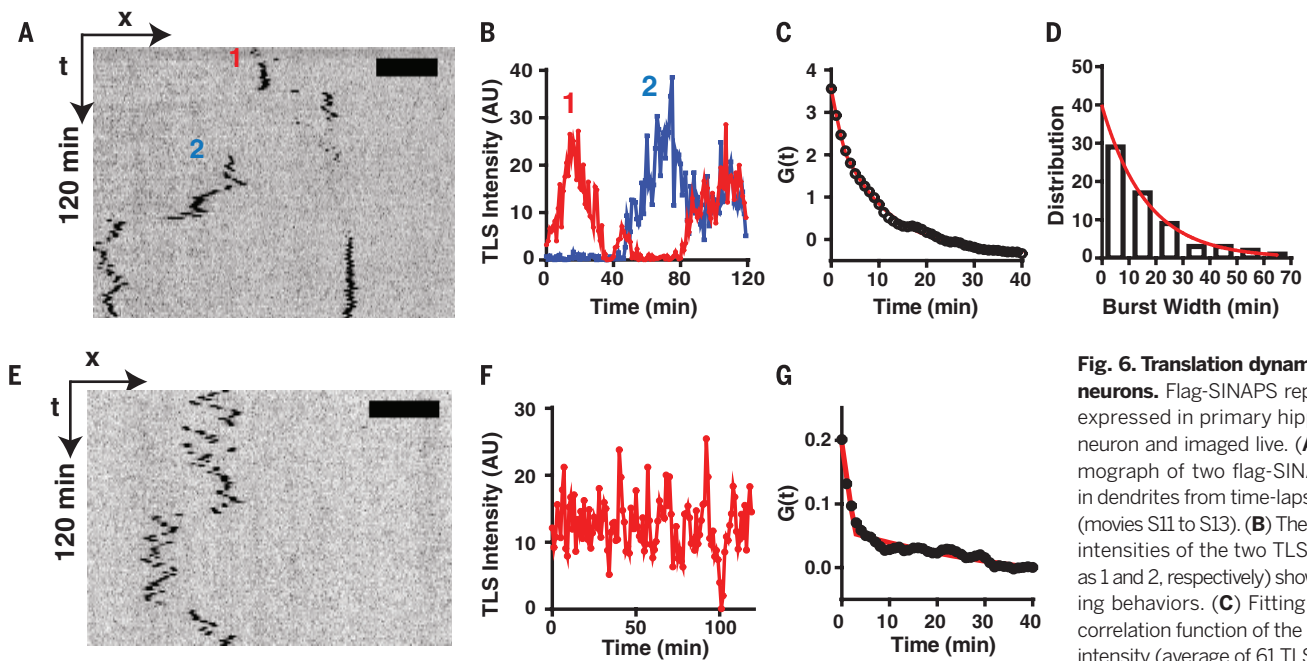 A
x
t
120 min
1
2
B
TLS Intensity (AU)
40
30
20
10
0
1
2
0 40 80 120
Time (min)
C
G(t)
4
3
2
1
0
0 10 20 30 40
Time (min)
D
Distribution
50
40
30
20
10
0
0 10 20 30 40 50 60 70
Burst Width (min)
E
x
t
120 min
F
TLS Intensity (AU)
30
20
10
0
0 50 100
Time (min)
G
G(t)
0.2
0.1
0.0
0 10 20 30 40
Time (min)
Fig. 6. Translation dynam
neurons. Flag-SINAPS rep
expressed in primary hip
neuron and imaged live. (A
mograph of two flag-SINA
in dendrites from time-laps
(movies S11 to S13). (B) The
intensities of the two TLS
as 1 and 2, respectively) show
ing behaviors. (C) Fitting
correlation function of the
intensity (average of 61 TLS